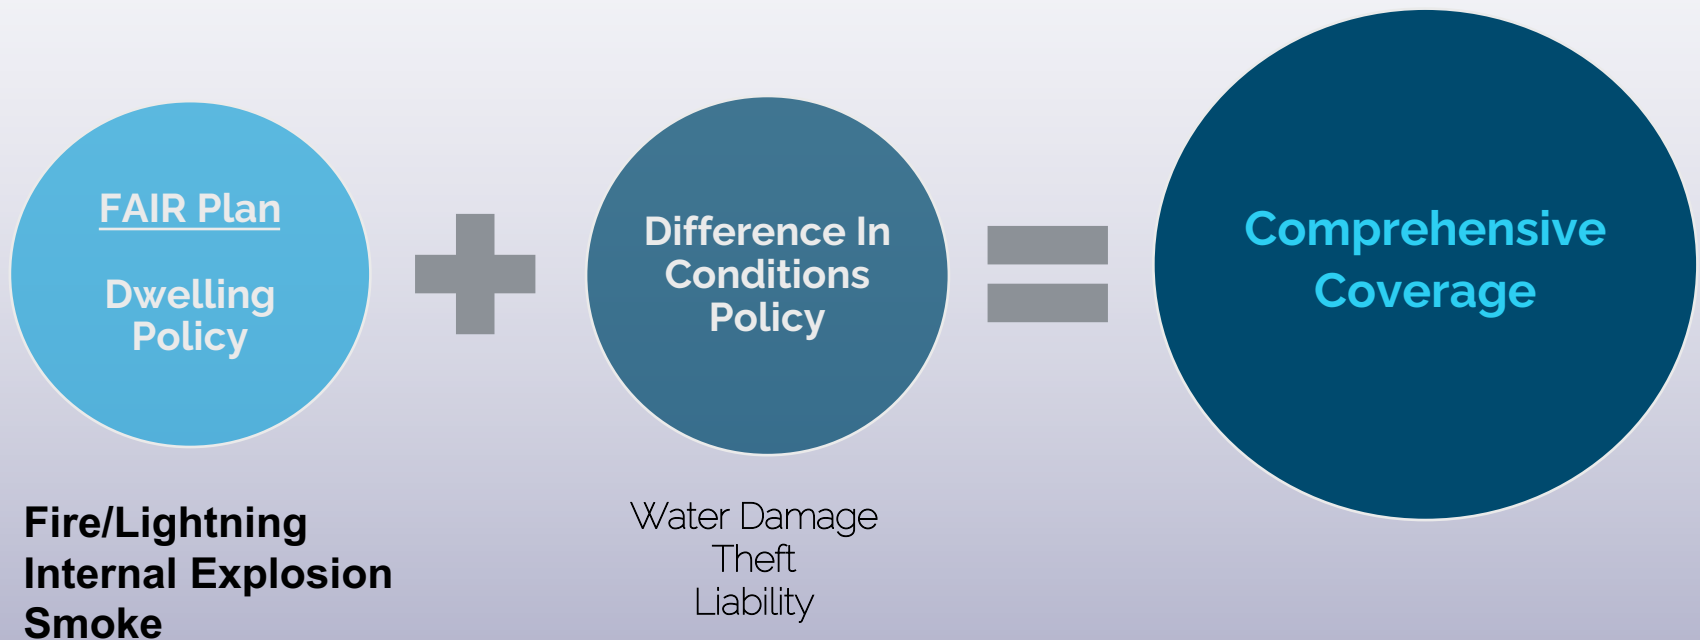 FAIR Plan
Dwelling
Policy
Fire/Lightning
Internal Explosion
Smoke
Difference In
Conditions
Policy
Water Damage
Theft
Liability
Comprehensive
Coverage